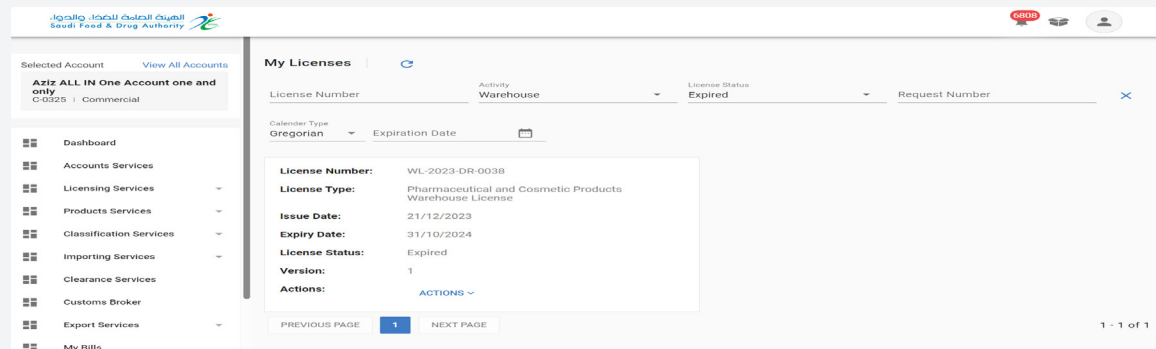 الهيئة العامة للغذاء والدواء
Saudi Food & Drug Authority
6808
Selected Account View All Accounts
Aziz ALL IN One Account one and
only
C-0325 | Commercial
Dashboard
Accounts Services
Licensing Services
Products Services
Classification Services
Importing Services
Clearance Services
Customs Broker
Export Services
My Bills
My Licenses
License Number
Activity
Warehouse
License Status
Expired
Request Number
Calender Type
Gregorian
Expiration Date
License Number: WL-2023-DR-0038
License Type: Pharmaceutical and Cosmetic Products
Warehouse License
Issue Date: 21/12/2023
Expiry Date: 31/10/2024
License Status: Expired
Version: 1
Actions: ACTIONS
PREVIOUS PAGE 1 NEXT PAGE
1 - 1 of 1